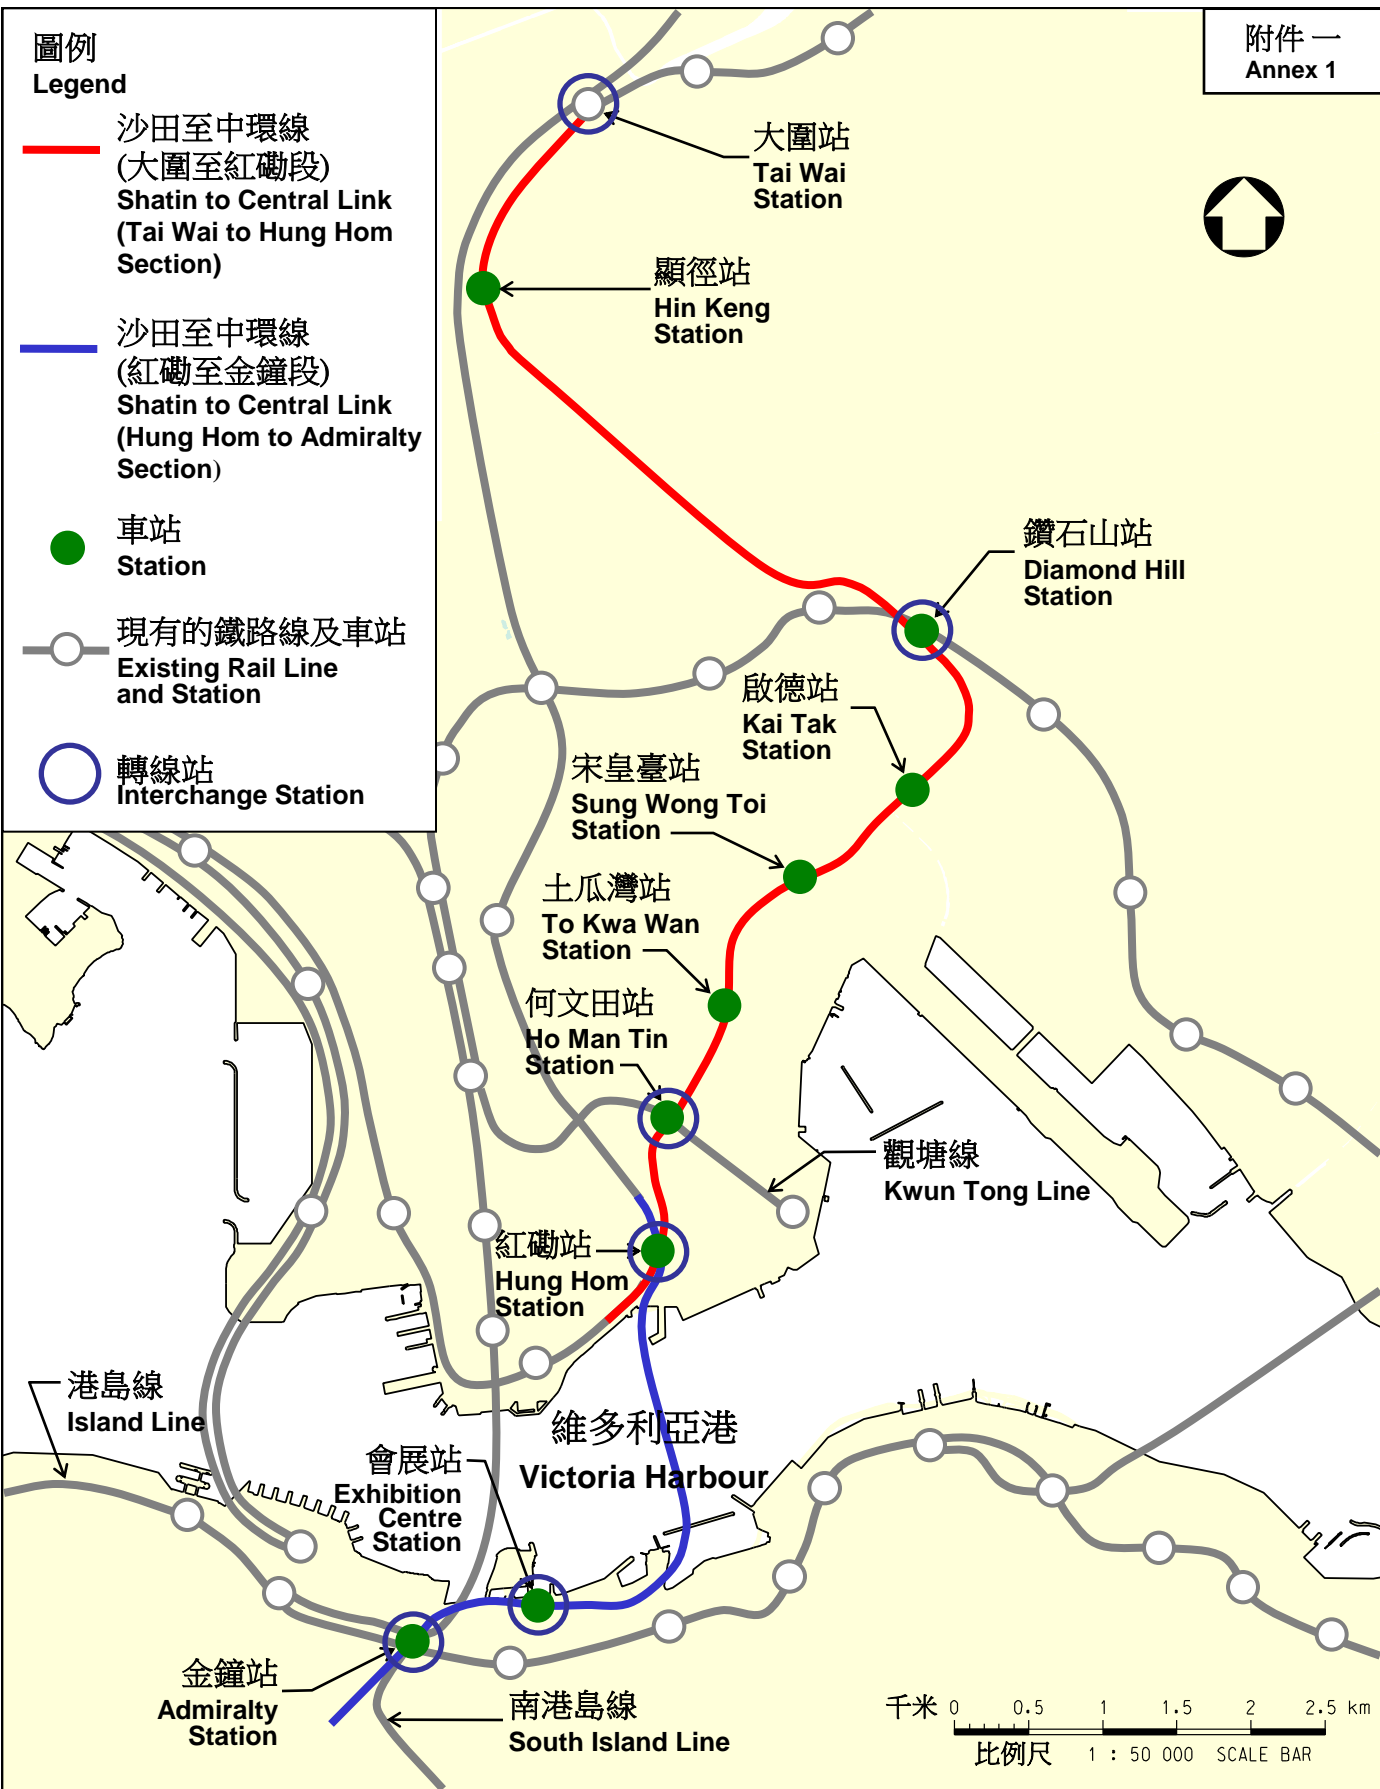 圖例
Legend
沙田至中環線
(大圍至紅磡段)
Shatin to Central Link
(Tai Wai to Hung Hom
Section)
沙田至中環線
(紅磡至金鐘段)
Shatin to Central Link
(Hung Hom to Admiralty
Section)
車站
Station
現有的鐵路線及車站
Existing Rail Line
and Station
轉線站
Interchange Station
附件一
Annex 1
大圍站
Tai Wai
Station
顯徑站
Hin Keng
Station
鑽石山站
Diamond Hill
Station
啟德站
Kai Tak
Station
宋皇臺站
Sung Wong Toi
Station
土瓜灣站
To Kwa Wan
Station
何文田站
Ho Man Tin
Station
觀塘線
Kwun Tong Line
紅磡站
Hung Hom
Station
港島線
Island Line
維多利亞港
Victoria Harbour
會展站
Exhibition
Centre
Station
金鐘站
Admiralty
Station
南港島線
South Island Line
千米 0 0.5 1 1.5 2 2.5 km
比例尺 1 : 50 000 SCALE BAR